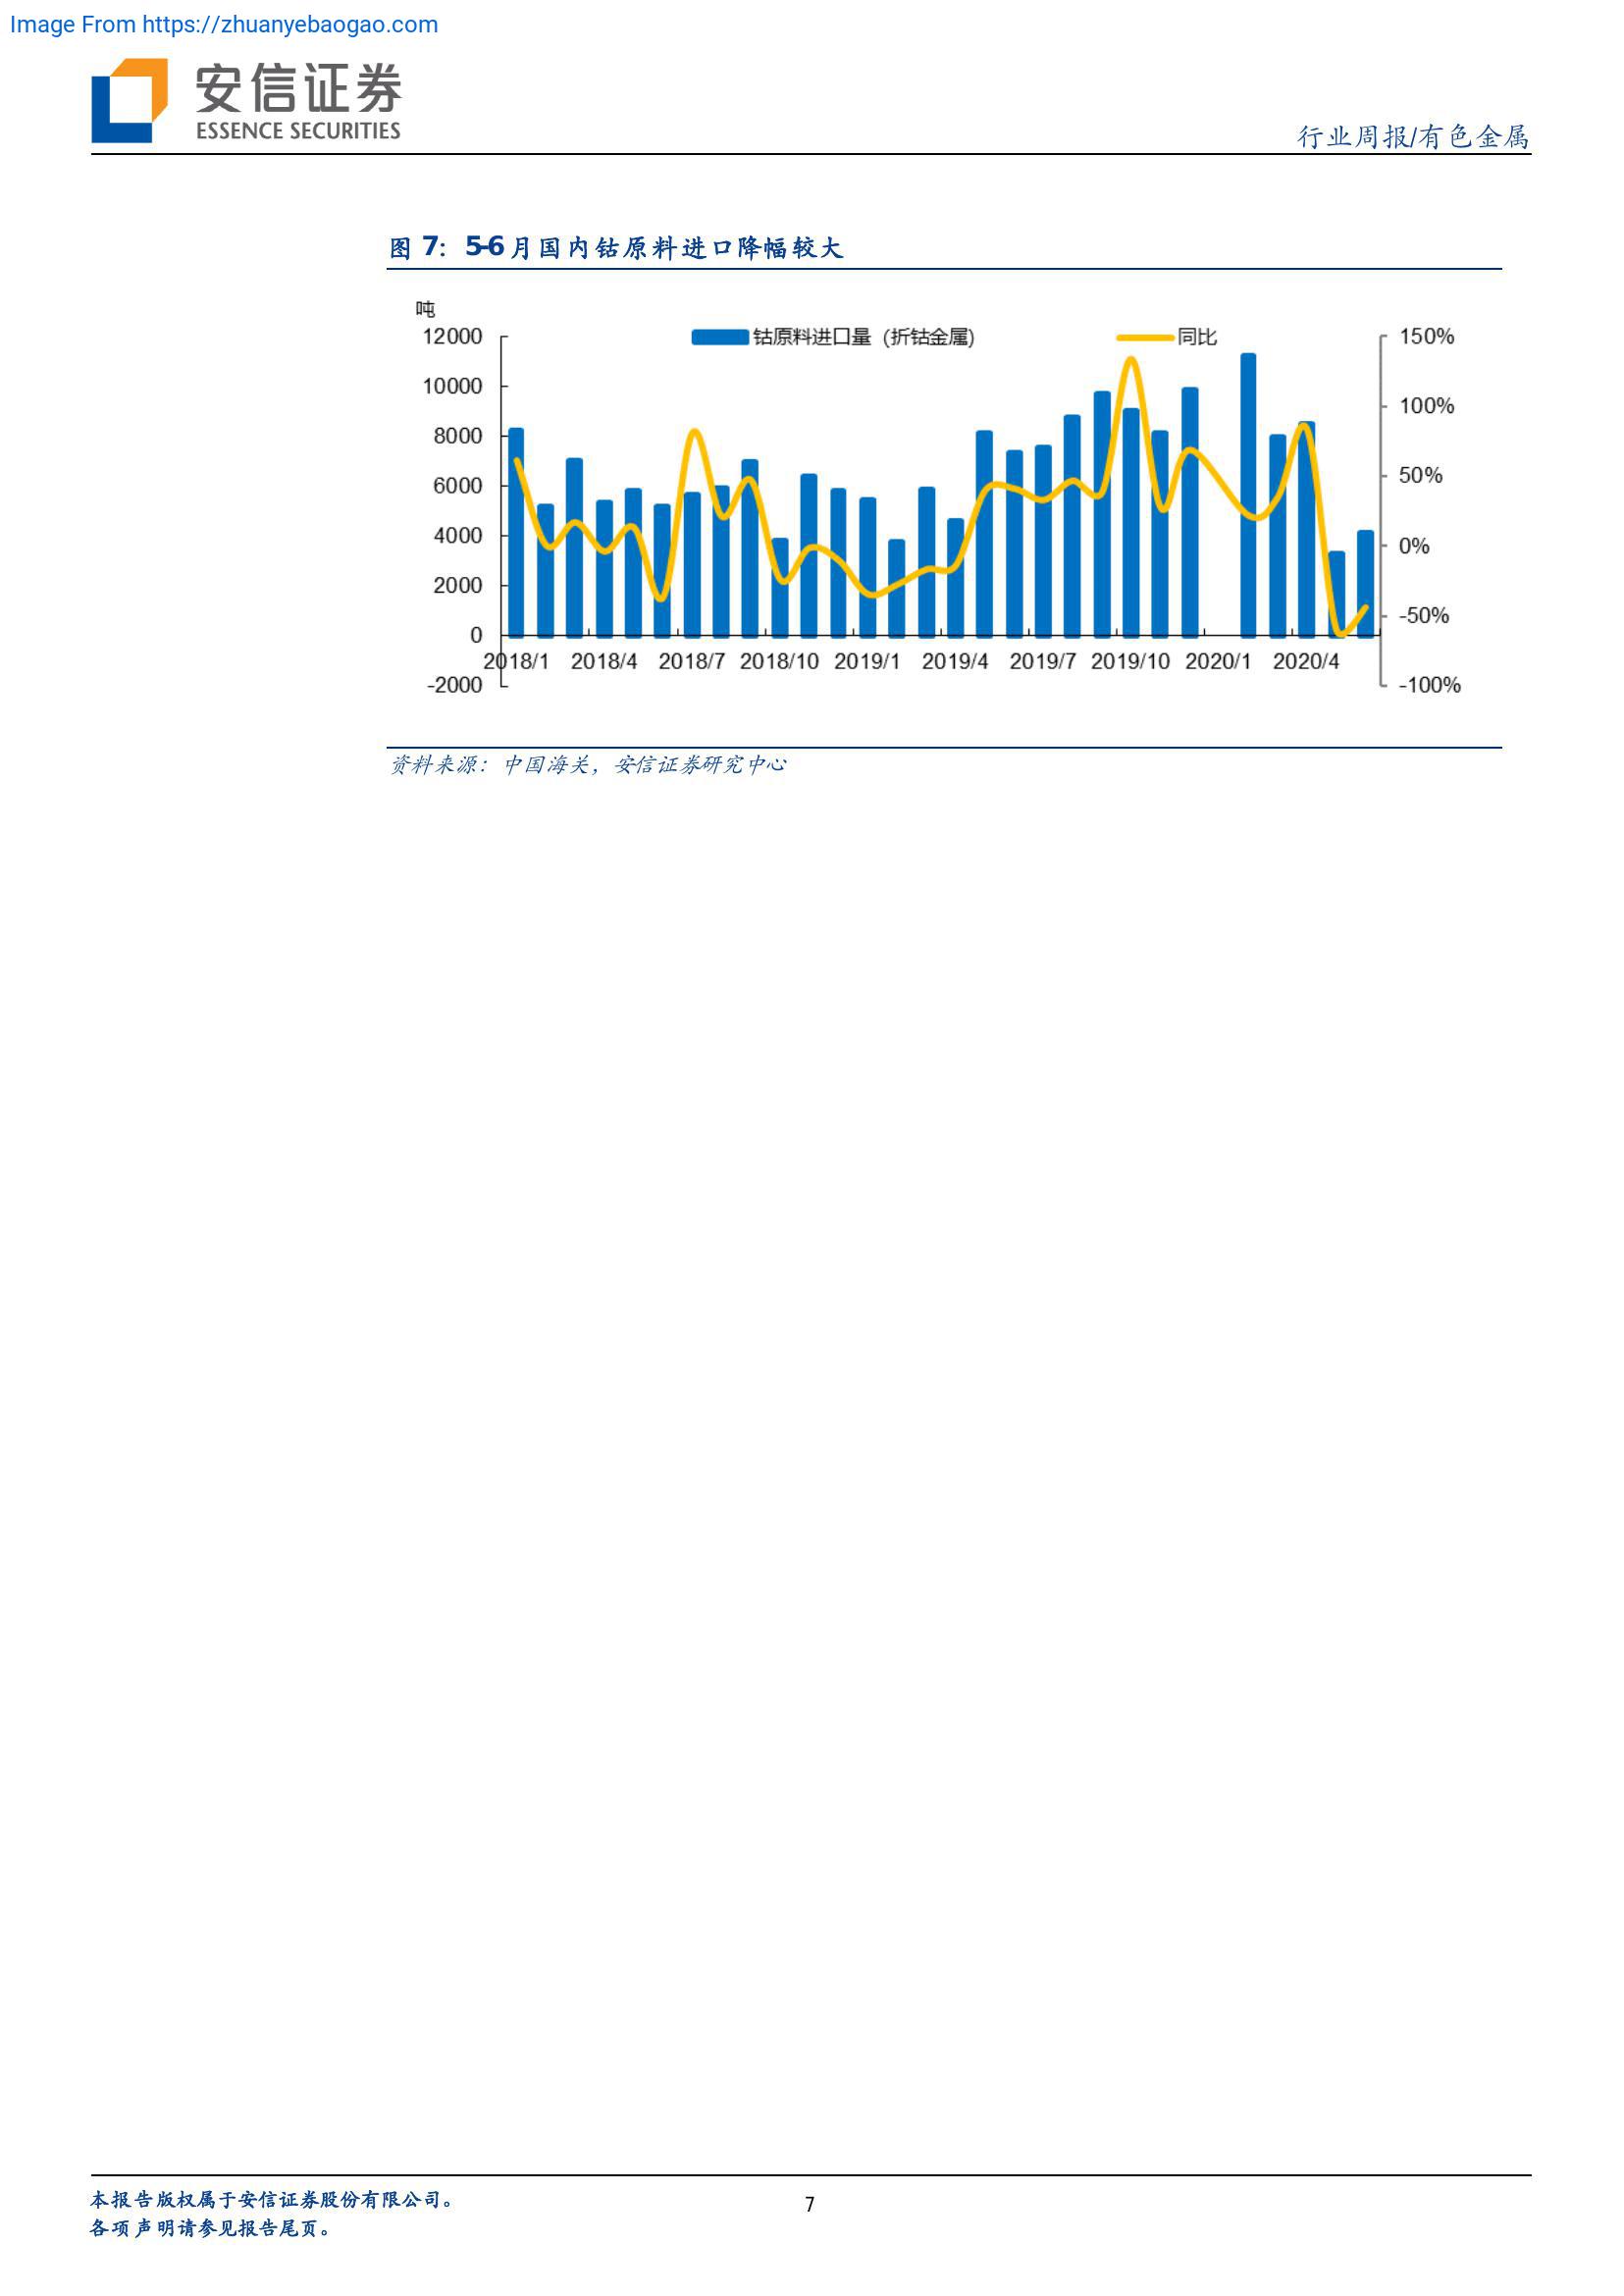 Image From https://zhuanyebaogao.com
安信证券
ESSENCE SECURITIES
行业周报/有色金属
图 7: 5-6月国内钴原料进口降幅较大
吨
钴原料进口量 (折钴金属)
同比
12000
10000
8000
6000
4000
2000
0
-2000
150%
100%
50%
0%
-50%
-100%
2018/1 2018/4 2018/7 2018/10 2019/1 2019/4 2019/7 2019/10 2020/1 2020/4
资料来源: 中国海关, 安信证券研究中心
本报告版权属于安信证券股份有限公司。
各项声明请参见报告尾页。
7